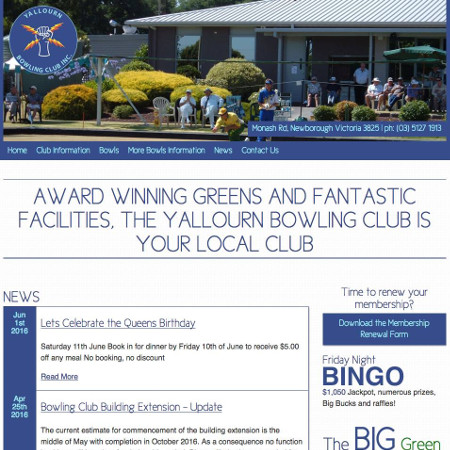 YALLOURN
BOWLING CLUB INC.
Monash Rd, Newborough Victoria 3825 | ph: (03) 5127 1913
Home Club Information Bowls More Bowls Information News Contact Us
AWARD WINNING GREENS AND FANTASTIC
FACILITIES, THE YALLOURN BOWLING CLUB IS
YOUR LOCAL CLUB
NEWS
Jun
1st
2016
Lets Celebrate the Queens Birthday
Saturday 11th June Book in for dinner by Friday 10th of June to receive $5.00
off any meal No booking, no discount
Read More
Apr
25th
2016
Bowling Club Building Extension - Update
The current estimate for commencement of the building extension is the
middle of May with completion in October 2016. As a consequence no function
Time to renew your
membership?
Download the Membership
Renewal Form
Friday Night
BINGO
$1,050 Jackpot, numerous prizes,
Big Bucks and raffles!
The BIG Green